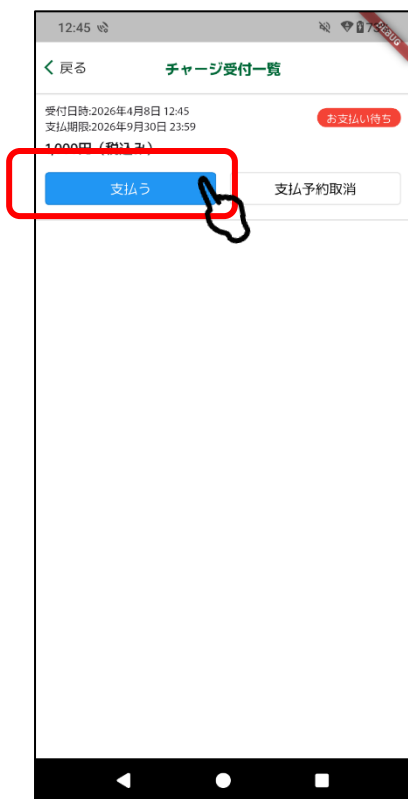 12:45
73
DEBUG
戻る
チャージ受付一覧
受付日時:2026年4月8日 12:45
お支払い待ち
支払期限:2026年9月30日 23:59
1,000円（税込み）
支払う
支払予約取消